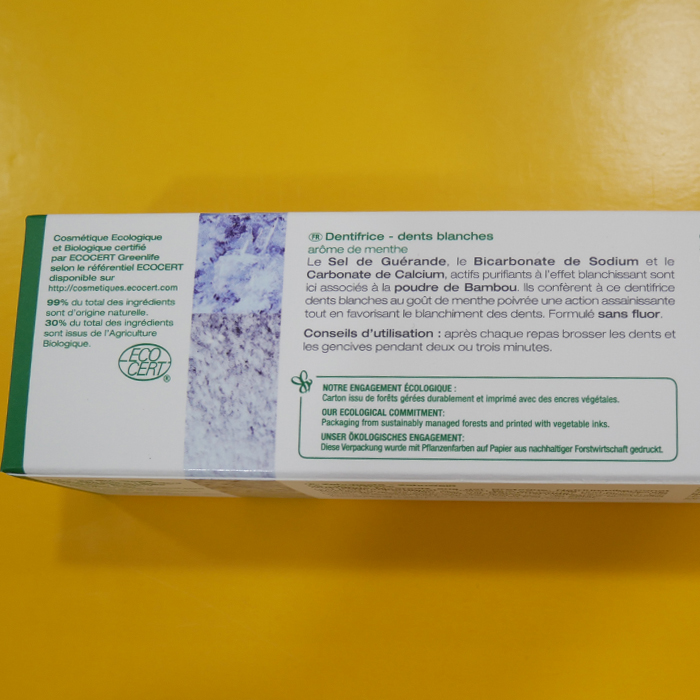 Cosmétique Ecologique
et Biologique certifié
par ECOCERT Greenlife
selon le référentiel ECOCERT
disponible sur
http://cosmetiques.ecocert.com
99% du total des ingrédients
sont d'origine naturelle.
30% du total des ingrédients
sont issus de l'Agriculture
Biologique.
ECO
CERT
®
FR Dentifrice - dents blanches
arôme de menthe
Le Sel de Guérande, le Bicarbonate de Sodium et le
Carbonate de Calcium, actifs purifiants à l'effet blanchissant sont
ici associés à la poudre de Bambou. Ils confèrent à ce dentifrice
dents blanches au goût de menthe poivrée une action assainissante
tout en favorisant le blanchiment des dents. Formulé sans fluor.
Conseils d'utilisation : après chaque repas brosser les dents et
les gencives pendant deux ou trois minutes.
NOTRE ENGAGEMENT ÉCOLOGIQUE :
Carton issu de forêts gérées durablement et imprimé avec des encres végétales.
OUR ECOLOGICAL COMMITMENT:
Packaging from sustainably managed forests and printed with vegetable inks.
UNSER ÖKOLOGISCHES ENGAGEMENT:
Diese Verpackung wurde mit Pflanzenfarben auf Papier aus nachhaltiger Forstwirtschaft gedruckt.